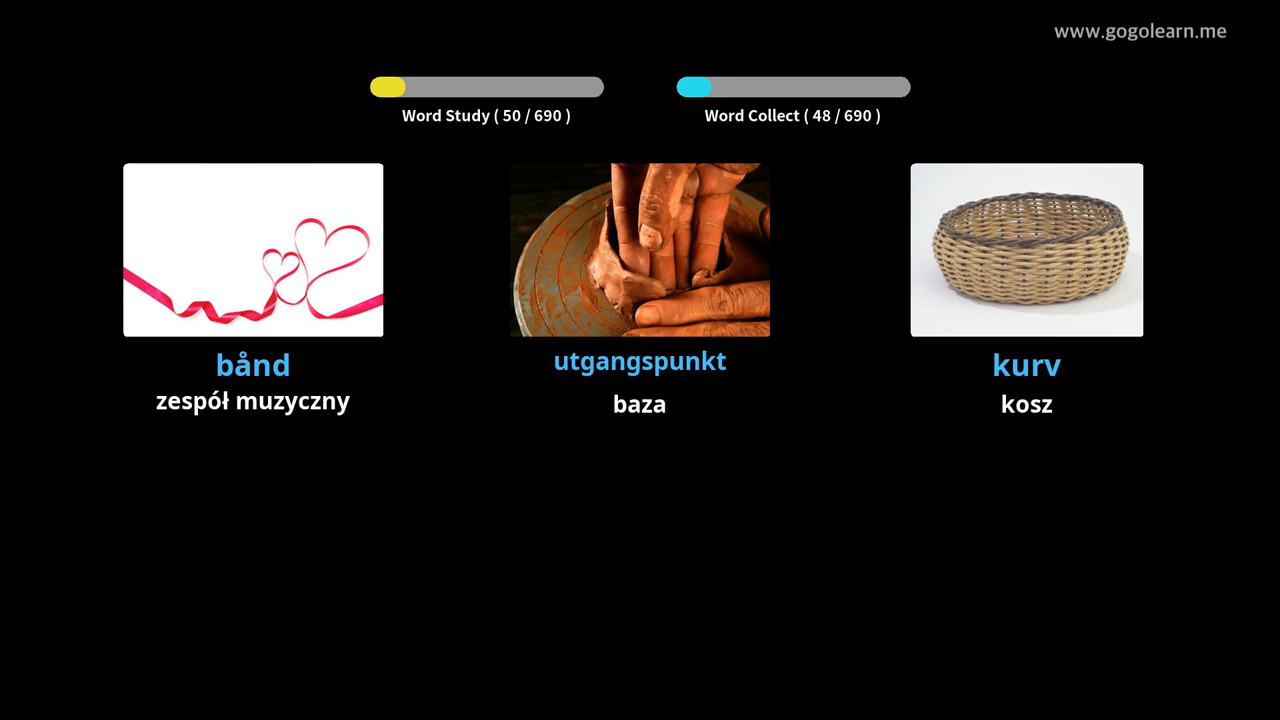 www.gogolearn.me
Word Study ( 50 / 690 )
Word Collect ( 48 / 690 )
bånd
zespół muzyczny
utgangspunkt
baza
kurv
kosz